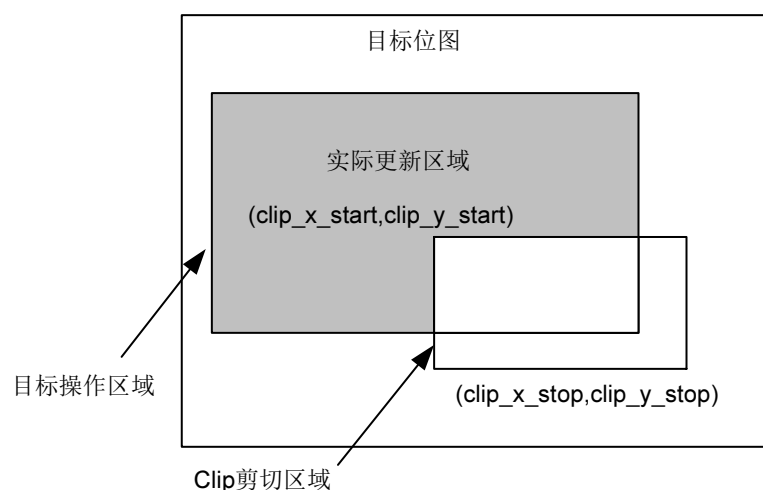 目标位图
实际更新区域
(clip_x_start,clip_y_start)
目标操作区域
(clip_x_stop,clip_y_stop)
Clip剪切区域